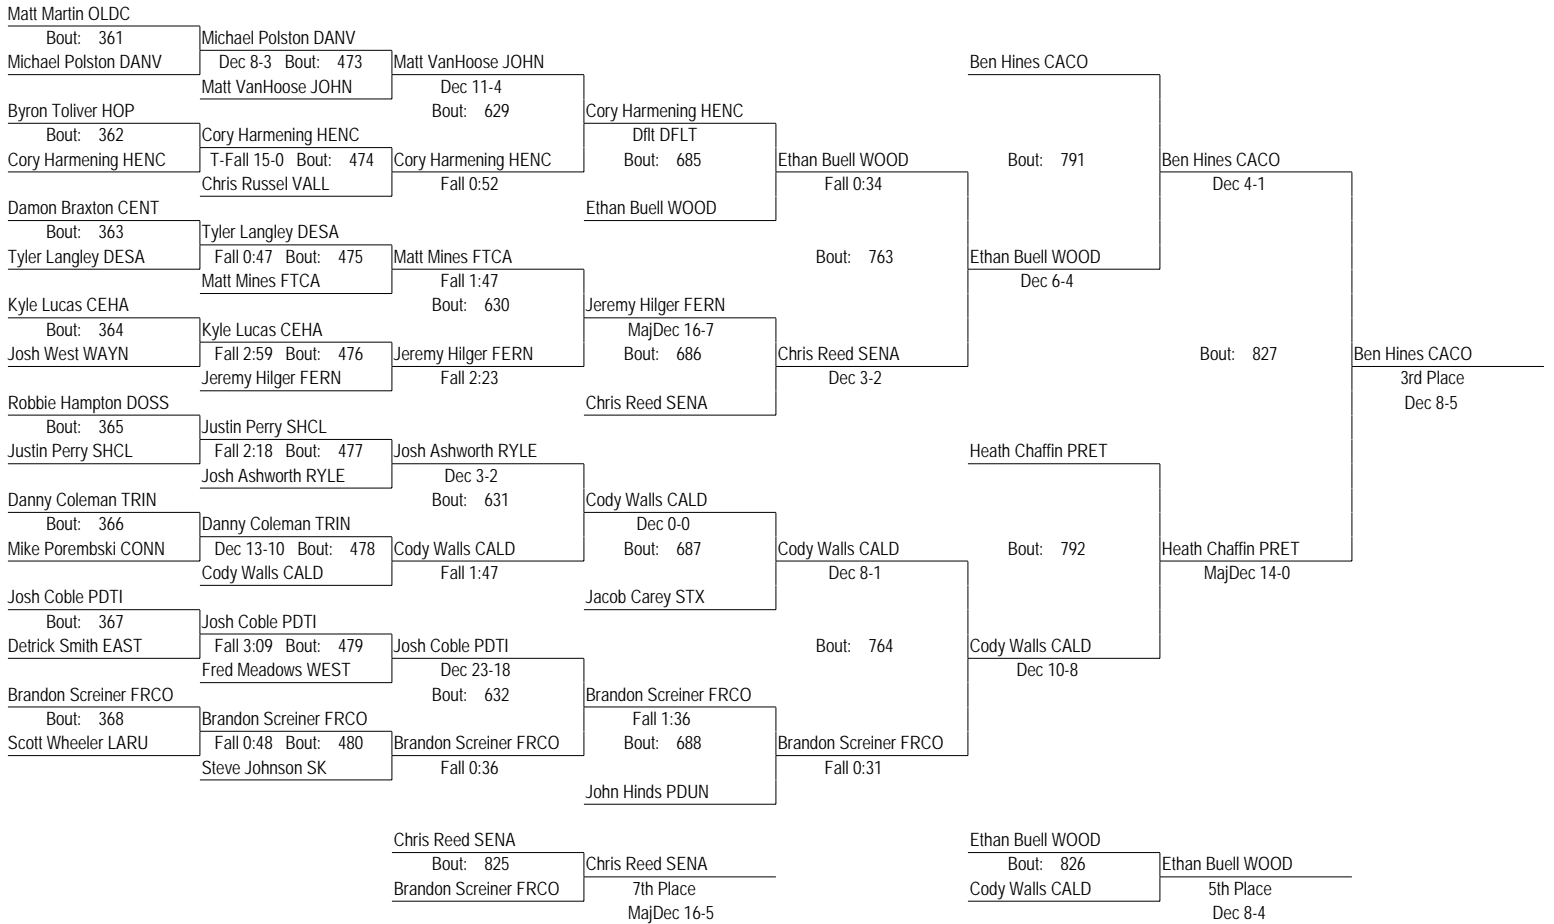 Matt Martin OLDC
Bout: 361
Michael Polston DANV
Byron Toliver HOP
Bout: 362
Cory Harmening HENC
Damon Braxton CENT
Bout: 363
Tyler Langley DESA
Kyle Lucas CEHA
Bout: 364
Josh West WAYN
Robbie Hampton DOSS
Bout: 365
Justin Perry SHCL
Danny Coleman TRIN
Bout: 366
Mike Porembski CONN
Josh Coble PDTI
Bout: 367
Detrick Smith EAST
Brandon Screiner FRCO
Bout: 368
Scott Wheeler LARU
Michael Polston DANV
Dec 8-3 Bout: 473
Matt VanHoose JOHN
Cory Harmening HENC
T-Fall 15-0 Bout: 474
Chris Russel VALL
Tyler Langley DESA
Fall 0:47 Bout: 475
Matt Mines FTCA
Kyle Lucas CEHA
Fall 2:59 Bout: 476
Jeremy Hilger FERN
Justin Perry SHCL
Fall 2:18 Bout: 477
Josh Ashworth RYLE
Danny Coleman TRIN
Dec 13-10 Bout: 478
Cody Walls CALD
Josh Coble PDTI
Fall 3:09 Bout: 479
Fred Meadows WEST
Brandon Screiner FRCO
Fall 0:48 Bout: 480
Steve Johnson SK
Matt VanHoose JOHN
Dec 11-4
Bout: 629
Cory Harmening HENC
Fall 0:52
Matt Mines FTCA
Fall 1:47
Bout: 630
Jeremy Hilger FERN
Fall 2:23
Josh Ashworth RYLE
Dec 3-2
Bout: 631
Cody Walls CALD
Fall 1:47
Josh Coble PDTI
Dec 23-18
Bout: 632
Brandon Screiner FRCO
Fall 0:36
Cory Harmening HENC
Dflt DFLT
Bout: 685
Ethan Buell WOOD
Jeremy Hilger FERN
MajDec 16-7
Bout: 686
Chris Reed SENA
Cody Walls CALD
Dec 0-0
Bout: 687
Jacob Carey STX
Brandon Screiner FRCO
Fall 1:36
Bout: 688
John Hinds PDUN
Ethan Buell WOOD
Fall 0:34
Bout: 763
Chris Reed SENA
Dec 3-2
Cody Walls CALD
Dec 8-1
Bout: 764
Brandon Screiner FRCO
Fall 0:31
Ben Hines CACO
Bout: 791
Ethan Buell WOOD
Dec 6-4
Heath Chaffin PRET
Bout: 792
Cody Walls CALD
Dec 10-8
Ben Hines CACO
Dec 4-1
Bout: 827
Heath Chaffin PRET
MajDec 14-0
Ben Hines CACO
3rd Place
Dec 8-5
Chris Reed SENA
Bout: 825
Brandon Screiner FRCO
Chris Reed SENA
7th Place
MajDec 16-5
Ethan Buell WOOD
Bout: 826
Cody Walls CALD
Ethan Buell WOOD
5th Place
Dec 8-4